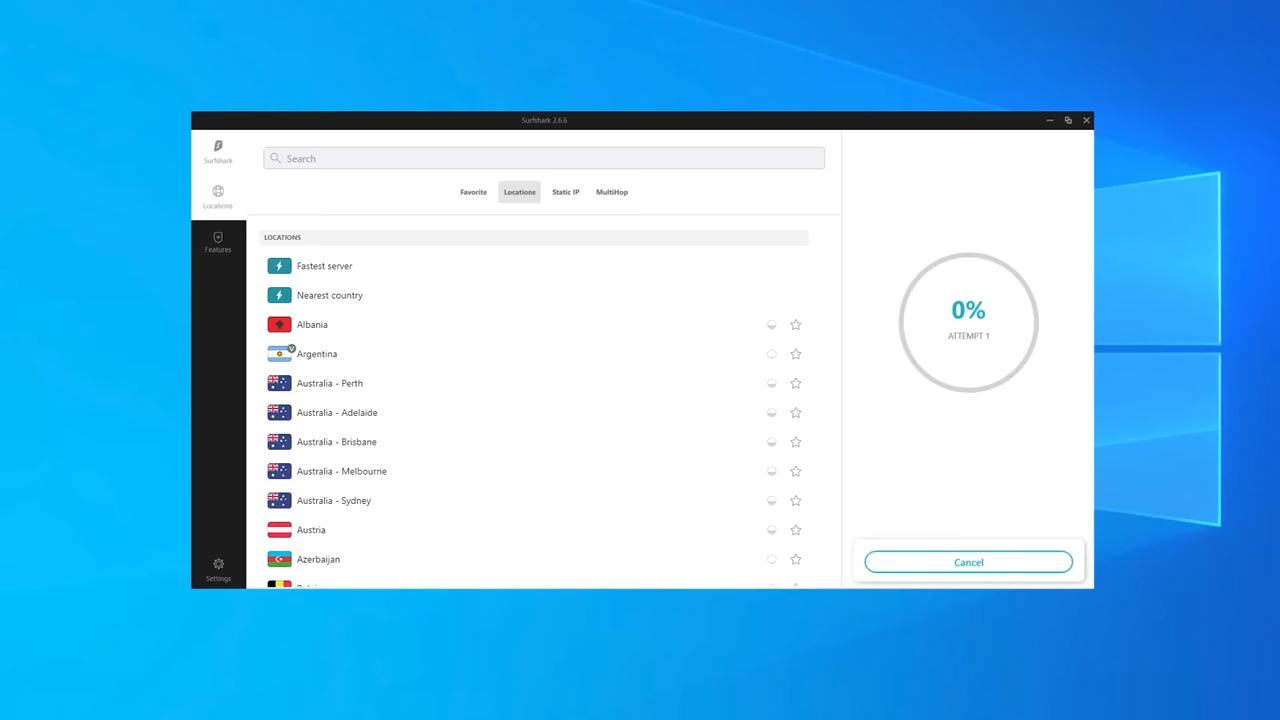 Surfshark 2.6.6
Surfshark
Locations
Features
Settings
Search
Favorite
Locations
Static IP
MultiHop
LOCATIONS
Fastest server
Nearest country
Albania
V
Argentina
Australia - Perth
Australia - Adelaide
Australia - Brisbane
Australia - Melbourne
Australia - Sydney
Austria
Azerbaijan
0%
ATTEMPT 1
Cancel